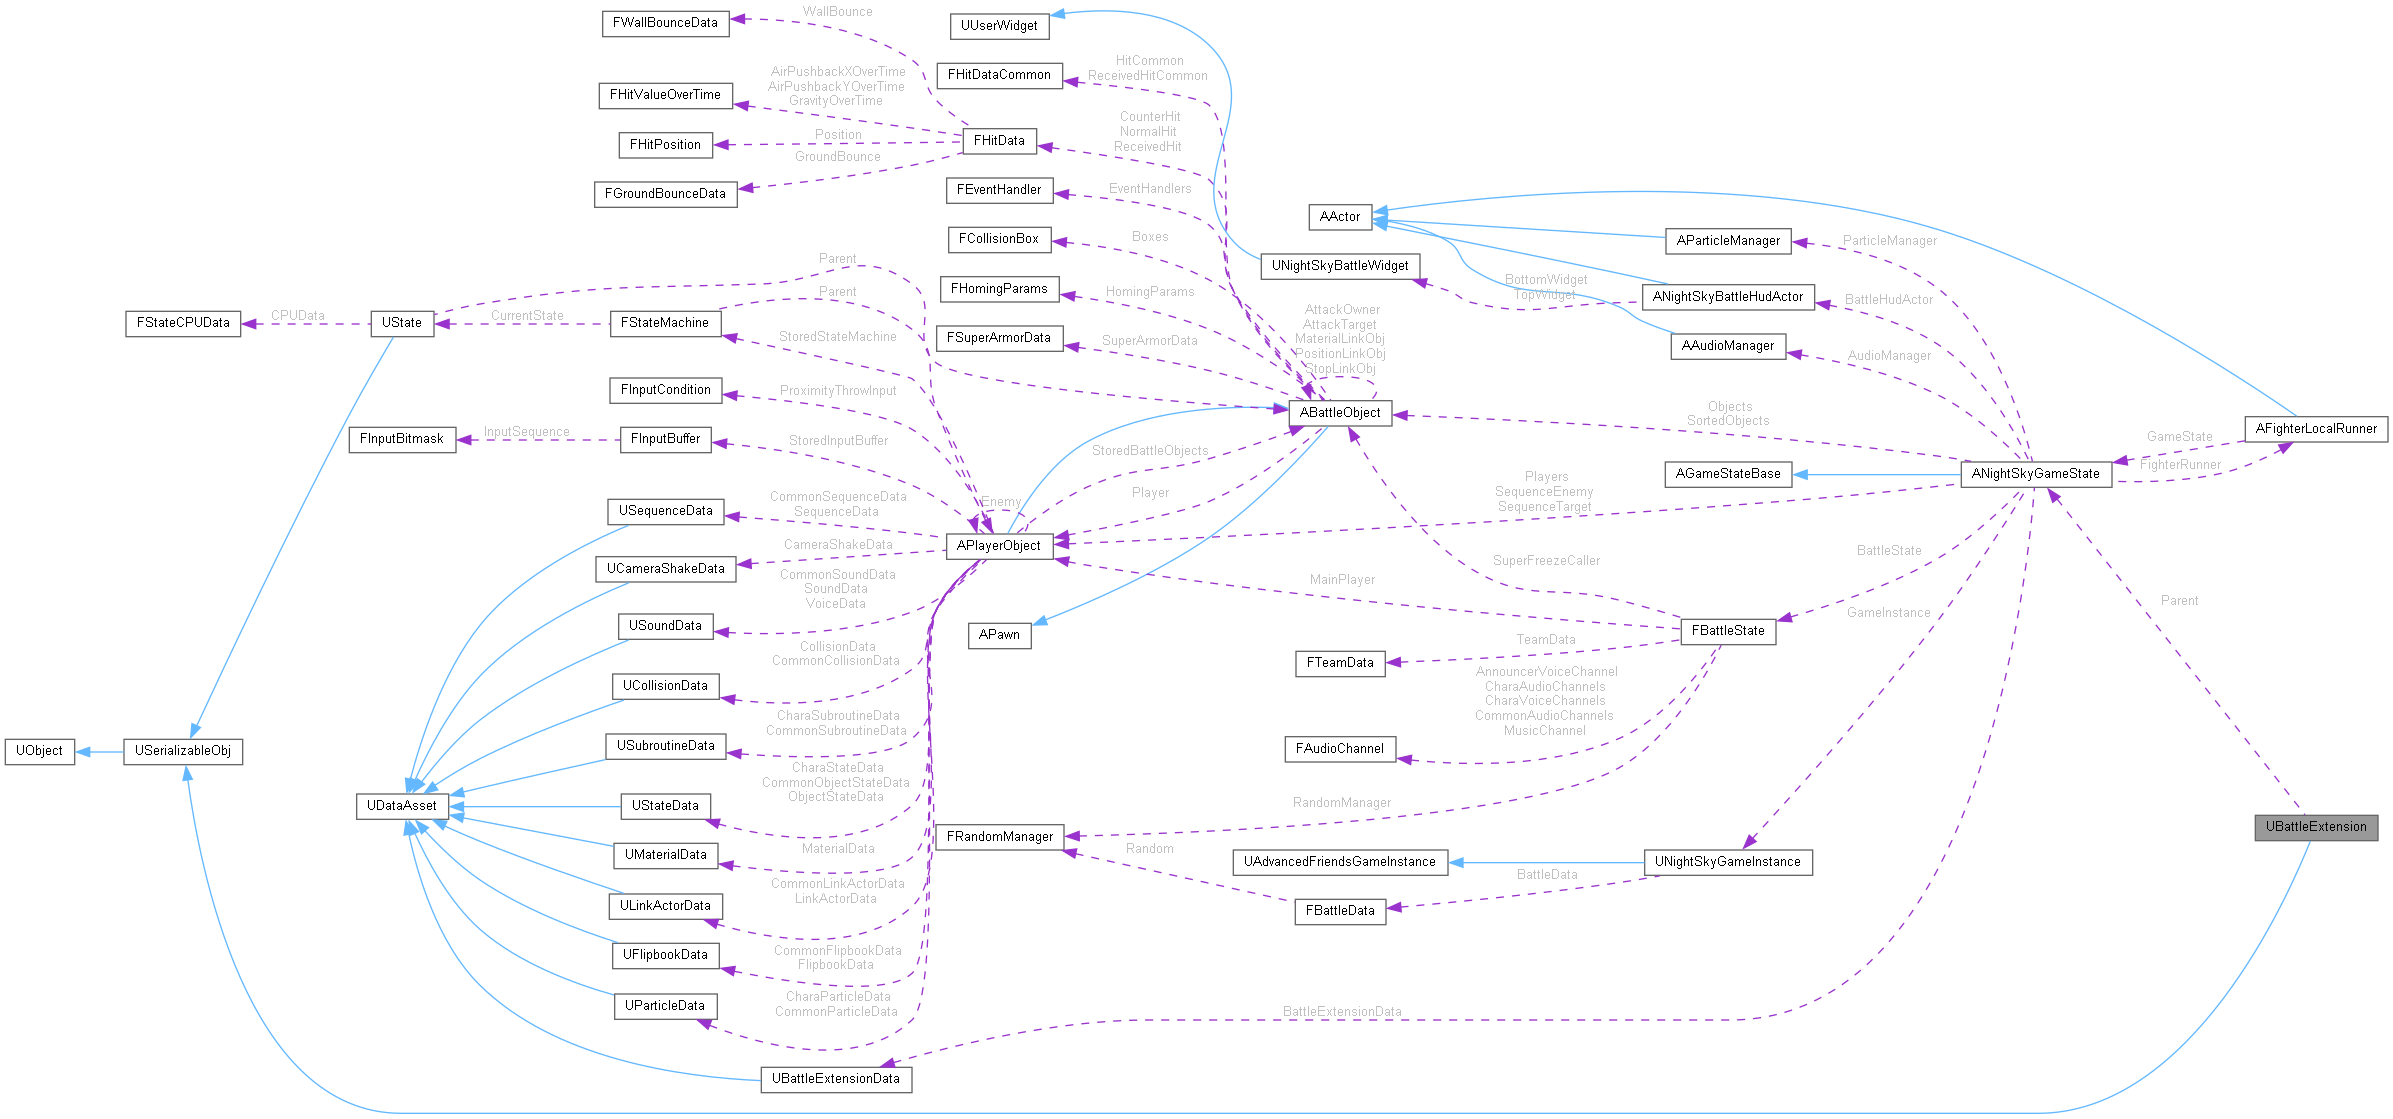 FWallBounceData
WallBounce
UUserWidget
FHitDataCommon
HitCommon
ReceivedHitCommon
FHitValueOverTime
AirPushbackXOverTime
AirPushbackYOverTime
GravityOverTime
FHitPosition
Position
FHitData
CounterHit
NormalHit
ReceivedHit
GroundBounce
FGroundBounceData
FEventHandler
EventHandlers
AActor
FCollisionBox
Boxes
AParticleManager
ParticleManager
UNightSkyBattleWidget
Parent
BottomWidget
TopWidget
ANightSkyBattleHudActor
BattleHudActor
FHomingParams
HomingParams
Parent
FStateCPUData
CPUData
UState
CurrentState
FStateMachine
StoredStateMachine
FSuperArmorData
SuperArmorData
AttackOwner
AttackTarget
MaterialLinkObj
PositionLinkObj
StopLinkObj
AAudioManager
AudioManager
FInputCondition
ProximityThrowInput
ABattleObject
Objects
SortedObjects
AFighterLocalRunner
GameState
FighterRunner
FInputBitmask
InputSequence
FInputBuffer
StoredInputBuffer
StoredBattleObjects
AGameStateBase
ANightSkyGameState
Players
SequenceEnemy
SequenceTarget
Player
Enemy
USequenceData
CommonSequenceData
SequenceData
APlayerObject
UCameraShakeData
CameraShakeData
SuperFreezeCaller
BattleState
MainPlayer
GameInstance
Parent
USoundData
CommonSoundData
SoundData
VoiceData
APawn
FBattleState
TeamData
FTeamData
UCollisionData
CollisionData
CommonCollisionData
AnnouncerVoiceChannel
CharaAudioChannels
CharaVoiceChannels
CommonAudioChannels
MusicChannel
FAudioChannel
USubroutineData
CharaSubroutineData
CommonSubroutineData
UObject
USerializableObj
UDataAsset
UStateData
CharaStateData
CommonObjectStateData
ObjectStateData
RandomManager
FRandomManager
Random
UBattleExtension
UMaterialData
MaterialData
UAdvancedFriendsGameInstance
UNightSkyGameInstance
BattleData
FBattleData
ULinkActorData
CommonLinkActorData
LinkActorData
UFlipbookData
CommonFlipbookData
FlipbookData
UParticleData
CharaParticleData
CommonParticleData
BattleExtensionData
UBattleExtensionData